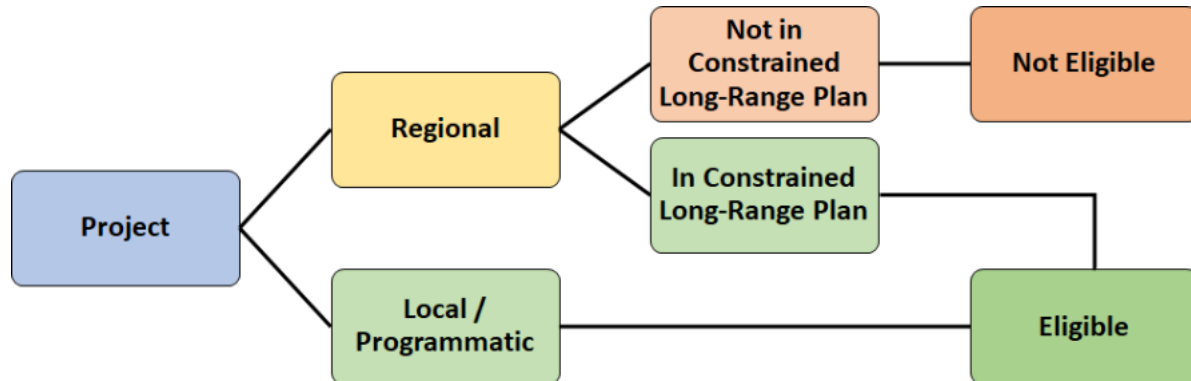 Not in
Constrained
Long-Range Plan
Not Eligible
Regional
In Constrained
Long-Range Plan
Project
Local /
Programmatic
Eligible